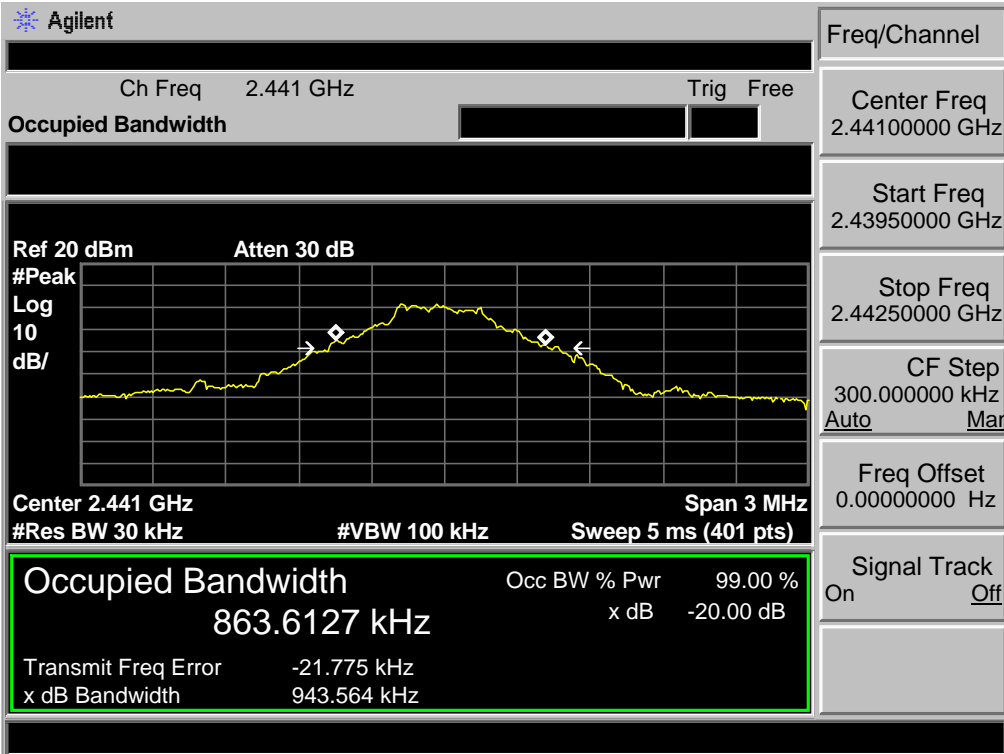 Agilent
Freq/Channel
Ch Freq 2.441 GHz Trig Free
Occupied Bandwidth
Center Freq
2.44100000 GHz
Start Freq
2.43950000 GHz
Ref 20 dBm Atten 30 dB
#Peak
Log
10
dB/
Stop Freq
2.44250000 GHz
CF Step
300.000000 kHz
Auto Man
Center 2.441 GHz Span 3 MHz
#Res BW 30 kHz #VBW 100 kHz Sweep 5 ms (401 pts)
Freq Offset
0.00000000 Hz
Occupied Bandwidth
863.6127 kHz
Occ BW % Pwr 99.00 %
x dB -20.00 dB
Transmit Freq Error -21.775 kHz
x dB Bandwidth 943.564 kHz
Signal Track
On Off